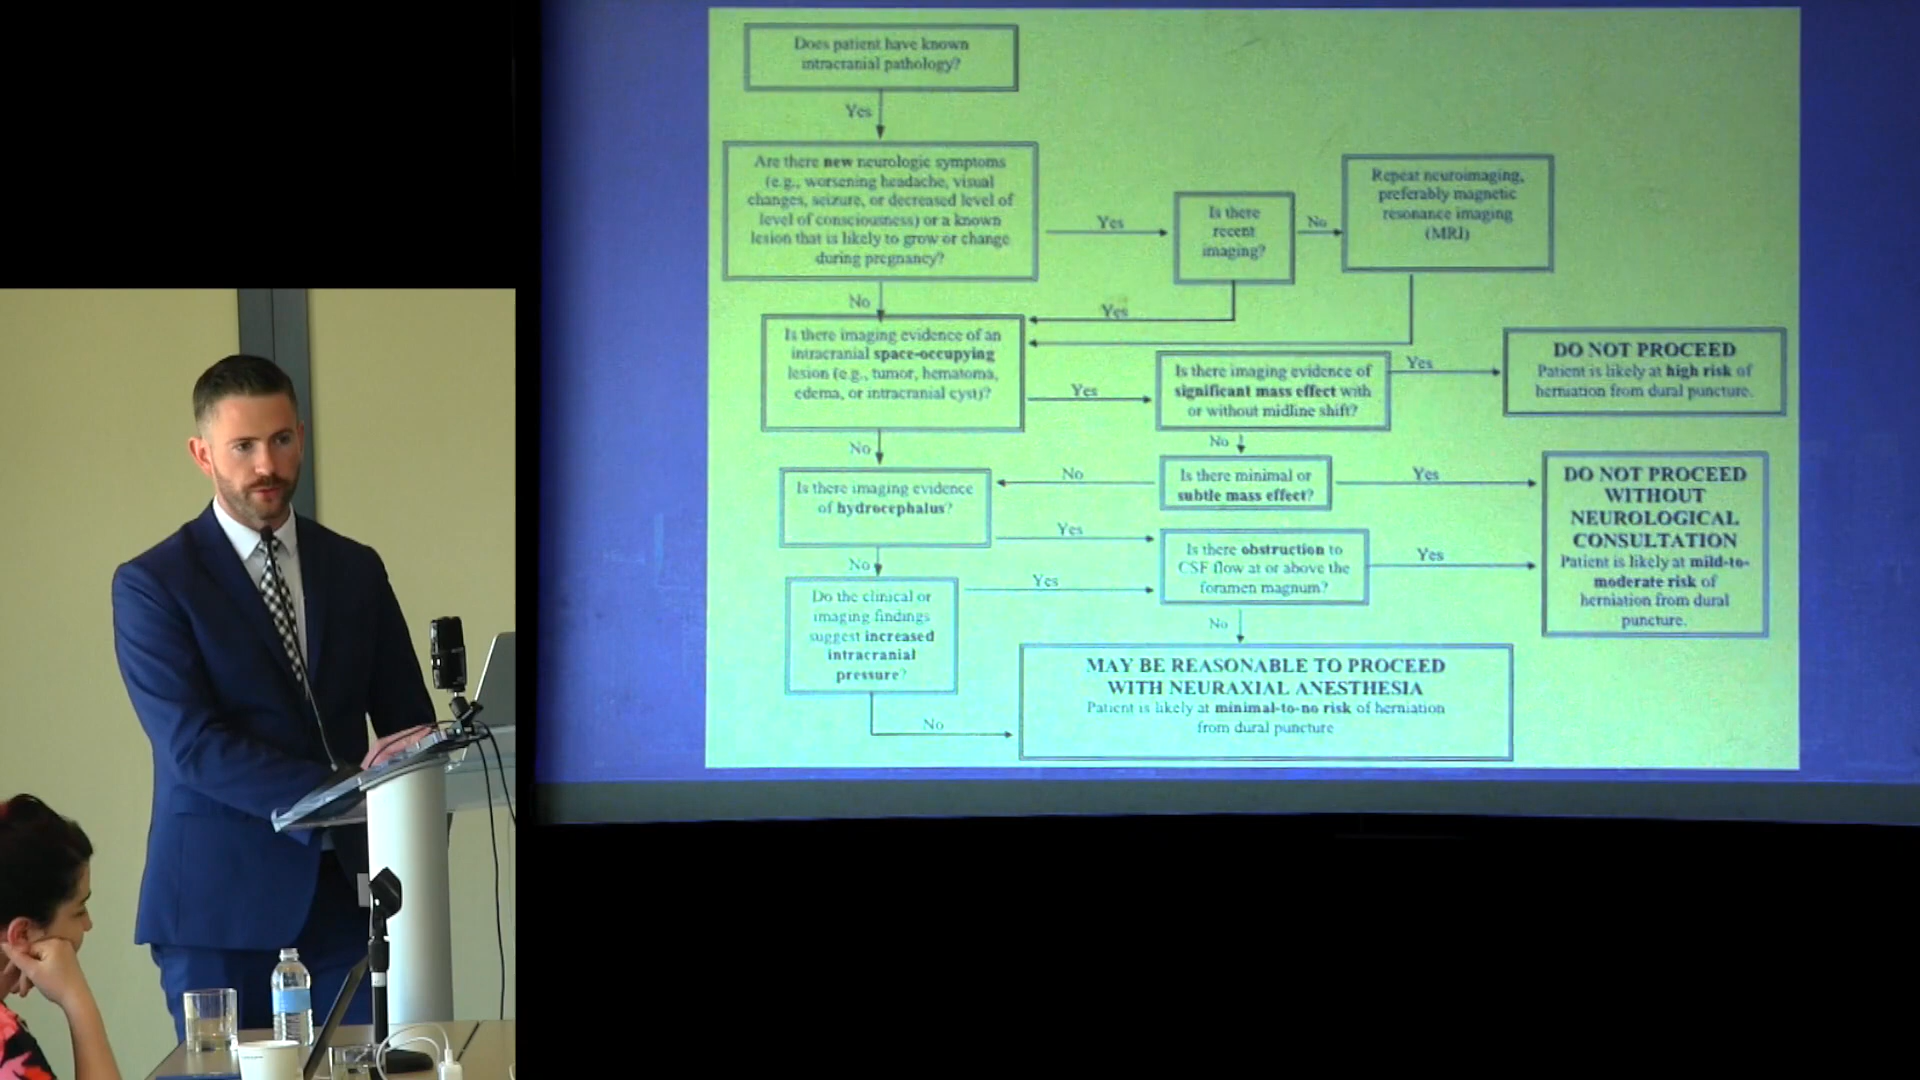 Does patient have known
intracranial pathology?
Yes
Are there new neurologic symptoms
(e.g., worsening headache, visual
changes, seizure, or decreased level of
level of consciousness) or a known
lesion that is likely to grow or change
during pregnancy?
Yes
Is there
recent
imaging?
No
Repeat neuroimaging,
preferably magnetic
resonance imaging
(MRI)
No
Yes
Is there imaging evidence of an
intracranial space-occupying
lesion (e.g., tumor, hematoma,
edema, or intracranial cyst)?
Yes
Is there imaging evidence of
significant mass effect with
or without midline shift?
Yes
DO NOT PROCEED
Patient is likely at high risk of
herniation from dural puncture.
No
No
Is there imaging evidence
of hydrocephalus?
No
Is there minimal or
subtle mass effect?
Yes
DO NOT PROCEED
WITHOUT
NEUROLOGICAL
CONSULTATION
Patient is likely at mild-to-
moderate risk of
herniation from dural
puncture.
Yes
Is there obstruction to
CSF flow at or above the
foramen magnum?
Yes
No
Do the clinical or
imaging findings
suggest increased
intracranial
pressure?
Yes
No
No
MAY BE REASONABLE TO PROCEED
WITH NEURAXIAL ANESTHESIA
Patient is likely at minimal-to-no risk of herniation
from dural puncture